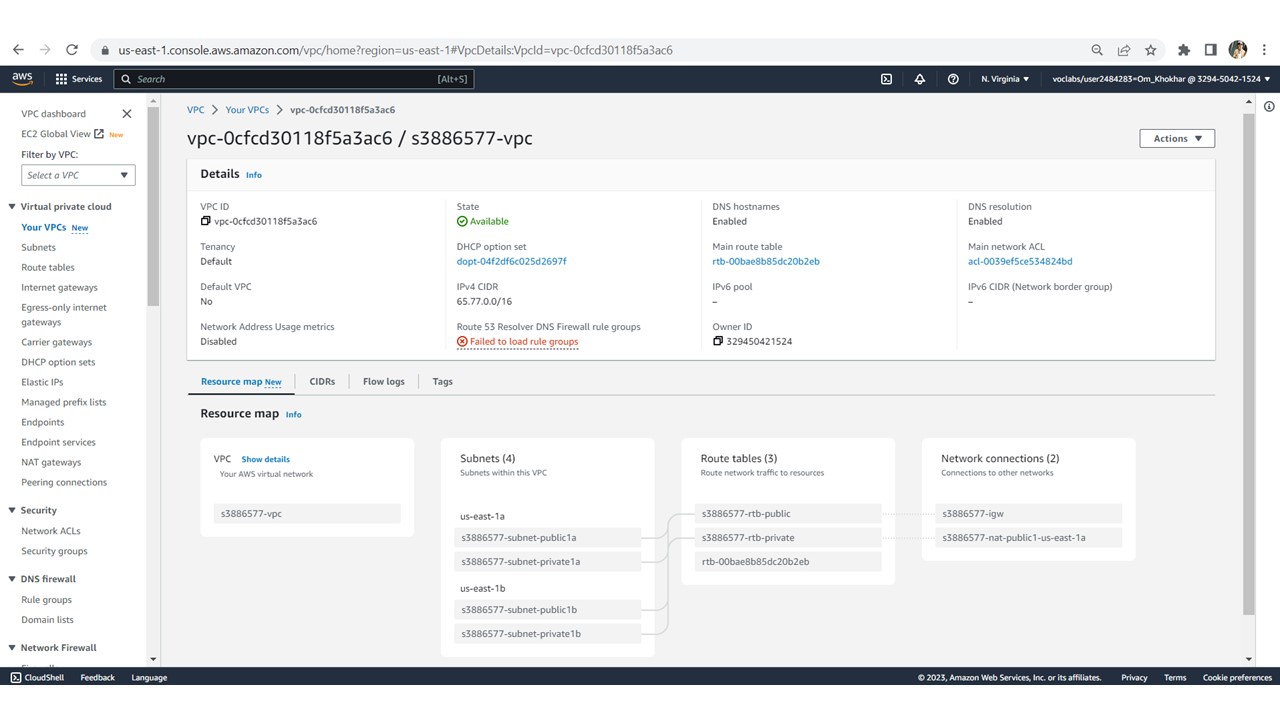 us-east-1.console.aws.amazon.com/vpc/home?region=us-east-1#VpcDetails:VpcId=vpc-0cfcd30118f5a3ac6
aws Services Search [Alt+S] N. Virginia voclabs/user2484283=Om_Khokhar @ 3294-5042-1524
VPC dashboard
EC2 Global View New
Filter by VPC:
Select a VPC
Virtual private cloud
Your VPCs New
Subnets
Route tables
Internet gateways
Egress-only internet
gateways
Carrier gateways
DHCP option sets
Elastic IPs
Managed prefix lists
Endpoints
Endpoint services
NAT gateways
Peering connections
Security
Network ACLs
Security groups
DNS firewall
Rule groups
Domain lists
Network Firewall
VPC > Your VPCs > vpc-0cfcd30118f5a3ac6
vpc-0cfcd30118f5a3ac6 / s3886577-vpc
Actions
Details Info
VPC ID
vpc-0cfcd30118f5a3ac6
State
Available
DNS hostnames
Enabled
DNS resolution
Enabled
Tenancy
Default
DHCP option set
dopt-04f2df6c025d2697f
Main route table
rtb-00bae8b85dc20b2eb
Main network ACL
acl-0039ef5ce534824bd
Default VPC
No
IPv4 CIDR
65.77.0.0/16
IPv6 pool
–
IPv6 CIDR (Network border group)
–
Network Address Usage metrics
Disabled
Route 53 Resolver DNS Firewall rule groups
Failed to load rule groups
Owner ID
329450421524
Resource map New CIDRs Flow logs Tags
Resource map Info
VPC Show details
Your AWS virtual network
s3886577-vpc
Subnets (4)
Subnets within this VPC
us-east-1a
s3886577-subnet-public1a
s3886577-subnet-private1a
us-east-1b
s3886577-subnet-public1b
s3886577-subnet-private1b
Route tables (3)
Route network traffic to resources
s3886577-rtb-public
s3886577-rtb-private
rtb-00bae8b85dc20b2eb
Network connections (2)
Connections to other networks
s3886577-igw
s3886577-nat-public1-us-east-1a
CloudShell Feedback Language © 2023, Amazon Web Services, Inc. or its affiliates. Privacy Terms Cookie preferences